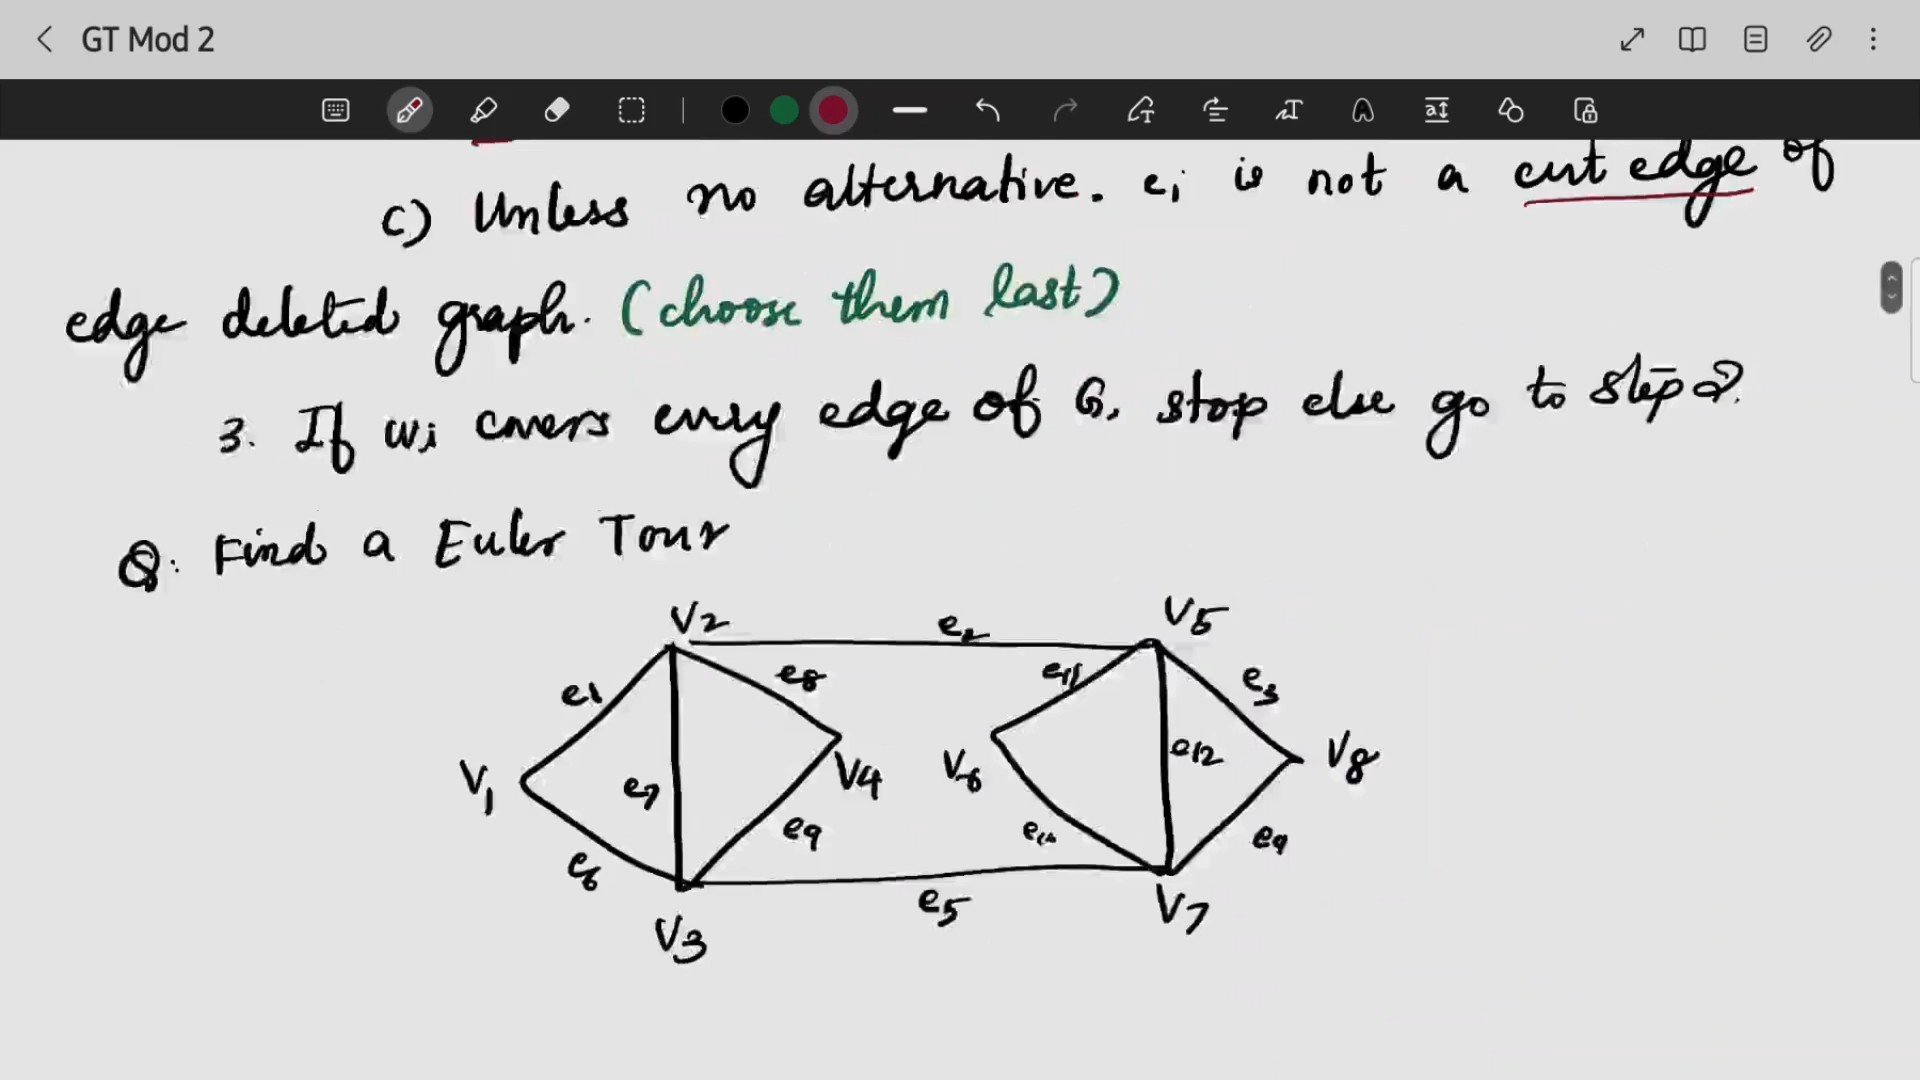 GT Mod 2
c) Unless no alternative. ei is not a cut edge of
edge deleted graph. (choose them last)
3. If wi covers every edge of G, stop else go to step 2.
Q: Find a Euler Tour
V2 e2 V5
e1 e8 e11 e3
V1 e7 V4 V6 e12 V8
e6 e9 e10 e9
V3 e5 V7